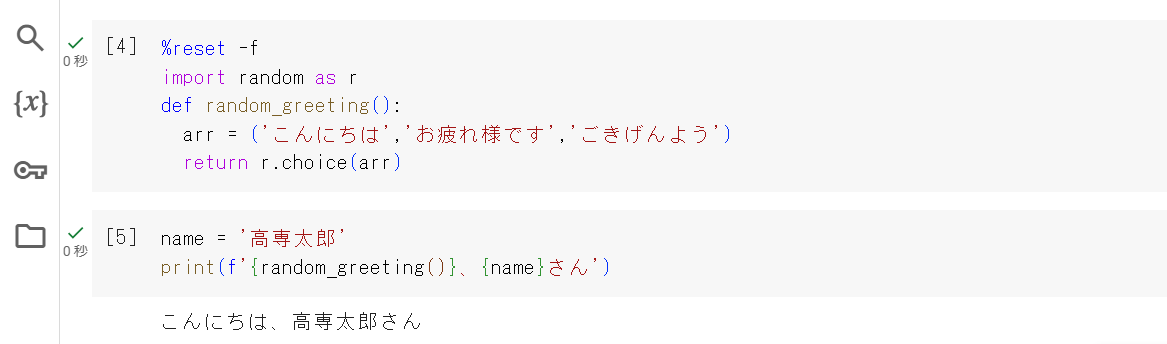 [4] %reset -f
0 秒
import random as r
def random_greeting():
  arr = ('こんにちは','お疲れ様です','ごきげんよう')
  return r.choice(arr)
{x}
[5] name = '高専太郎'
0 秒
print(f'{random_greeting()}、{name}さん')
こんにちは、高専太郎さん